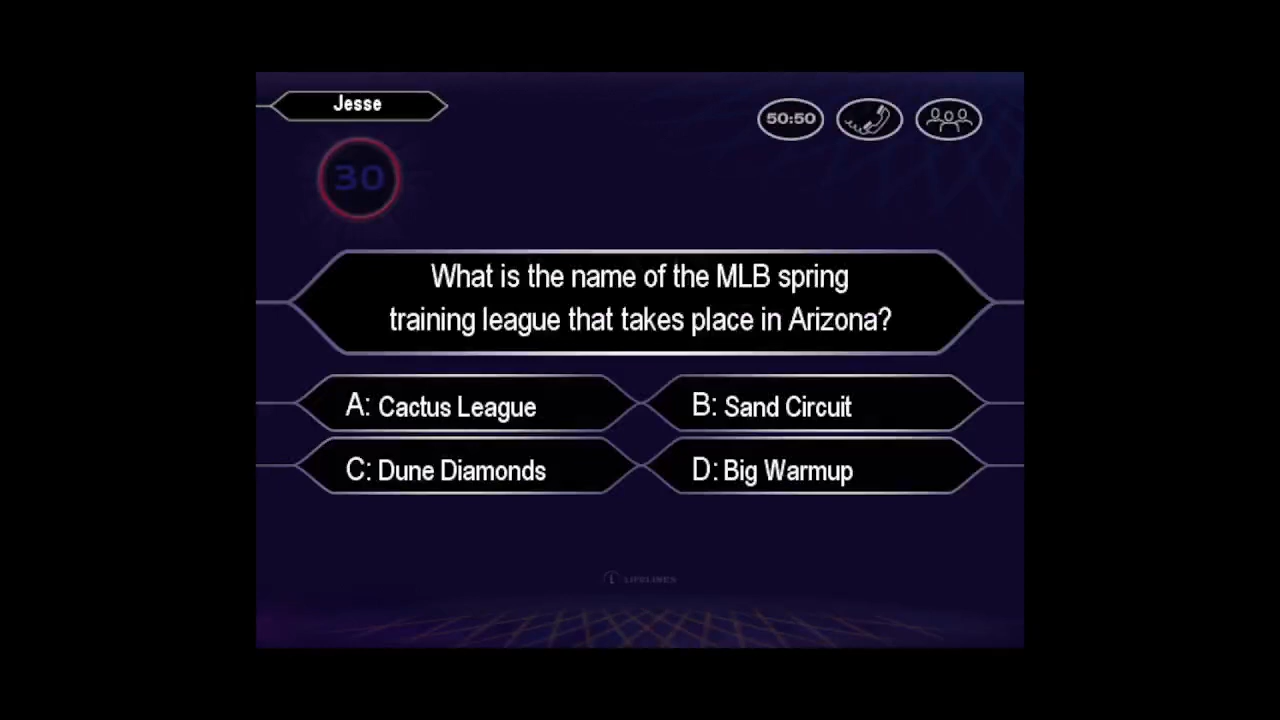 Jesse
50:50
30
What is the name of the MLB spring
training league that takes place in Arizona?
A: Cactus League
B: Sand Circuit
C: Dune Diamonds
D: Big Warmup
i LIFELINES